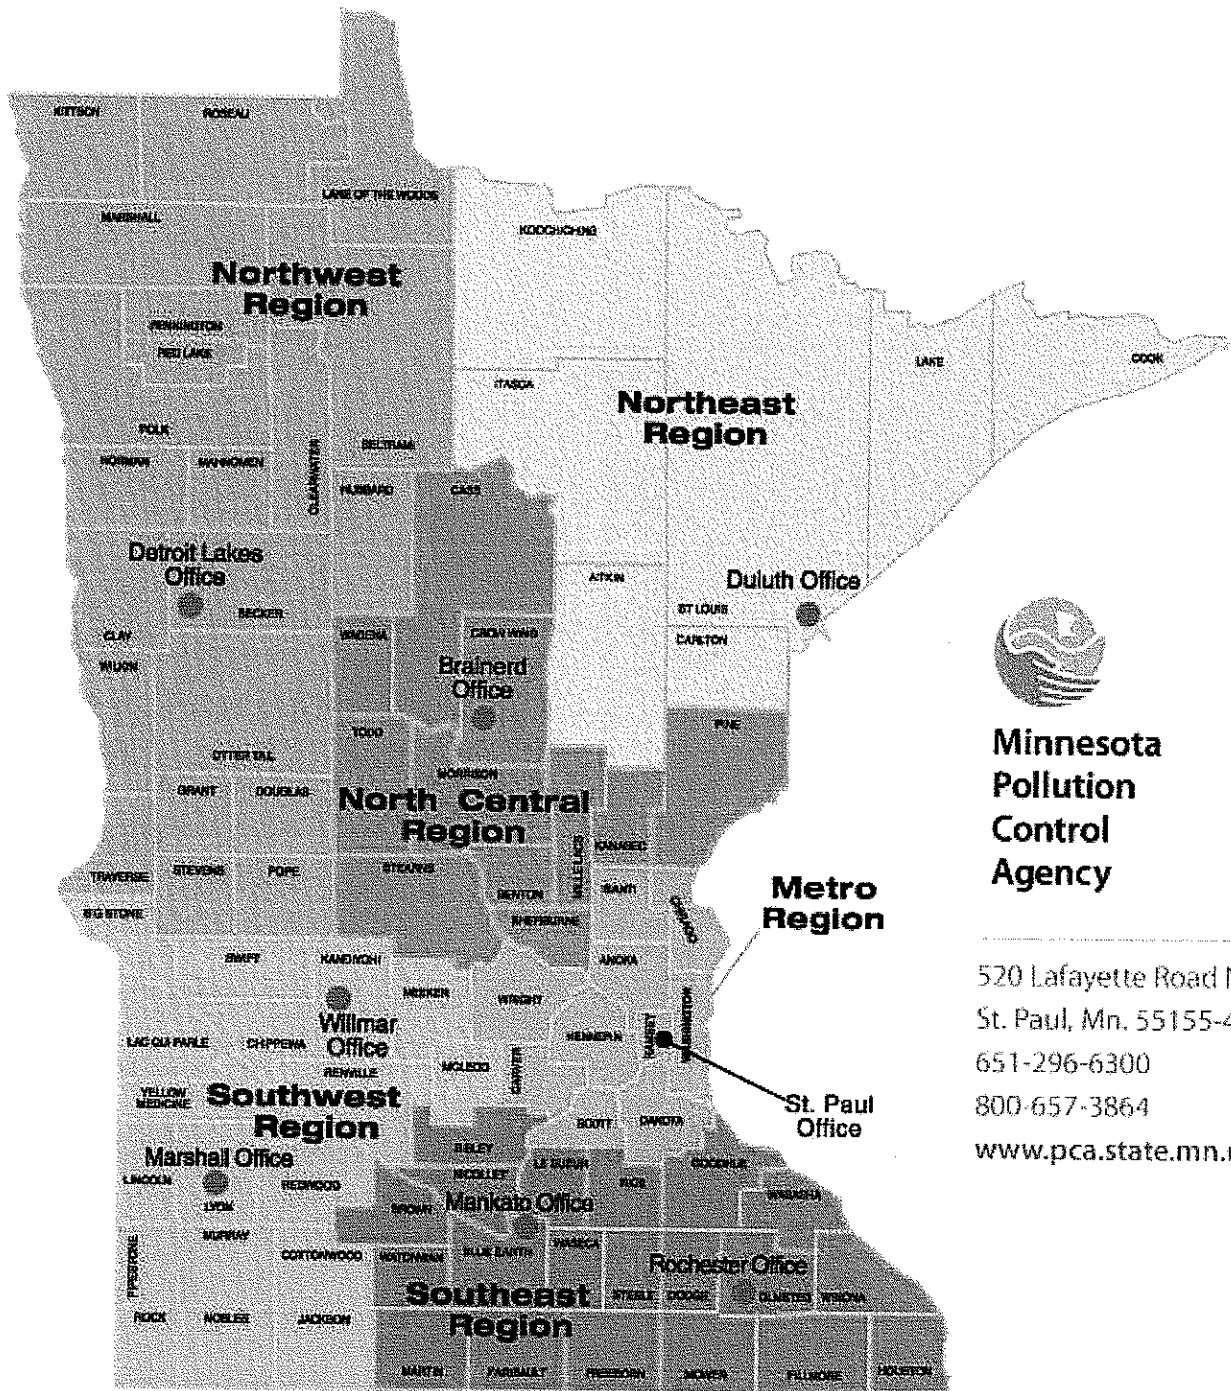 KITTSON
ROSEAU
LAKE OF THE WOODS
MARSHALL
KOOCHICHING
Northwest
Region
PENNINGTON
RED LAKE
LAKE
COOK
ITASCA
Northeast
Region
POLK
BELTRAMI
NORMAN
MAHNOMEN
CLEARWATER
HUBBARD
CASS
Detroit Lakes
Office
BECKER
AITKIN
Duluth Office
ST LOUIS
CLAY
WADENA
CROW WING
CARLTON
WILKIN
Brainerd
Office
TODD
PINE
OTTER TAIL
MORRISON
GRANT
DOUGLAS
North Central
Region
MILLE LACS
KANABEC
TRAVERSE
STEVENS
POPE
STEARNS
BENTON
ISANTI
BIG STONE
SHERBURNE
CHISAGO
Metro
Region
SWIFT
KANDIYOHI
ANOKA
MEEKER
WRIGHT
Willmar
Office
HENNEPIN
RAMSEY
WASHINGTON
LAC QUI PARLE
CHIPPEWA
RENVILLE
MCLEOD
CARVER
YELLOW
MEDICINE
Southwest
Region
SCOTT
DAKOTA
St. Paul
Office
Marshall Office
SIBLEY
NICOLLET
LE SUEUR
RICE
GOODHUE
WABASHA
LINCOLN
LYON
REDWOOD
BROWN
Mankato Office
PIPESTONE
MURRAY
COTTONWOOD
WATONWAN
BLUE EARTH
WASECA
Rochester Office
STEELE
DODGE
OLMSTED
WINONA
Southeast
Region
ROCK
NOBLES
JACKSON
MARTIN
FARIBAULT
FREEBORN
MOWER
FILLMORE
HOUSTON
Minnesota
Pollution
Control
Agency
520 Lafayette Road
St. Paul, Mn. 55155-4
651-296-6300
800-657-3864
www.pca.state.mn.